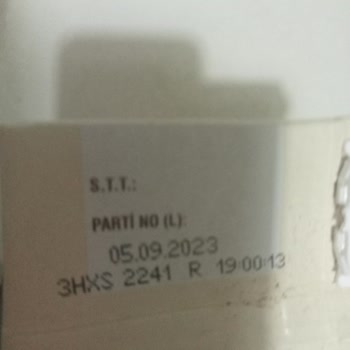 S.T.T.:
PARTİ NO (L):
05.09.2023
3HXS 2241 R 19:00:13